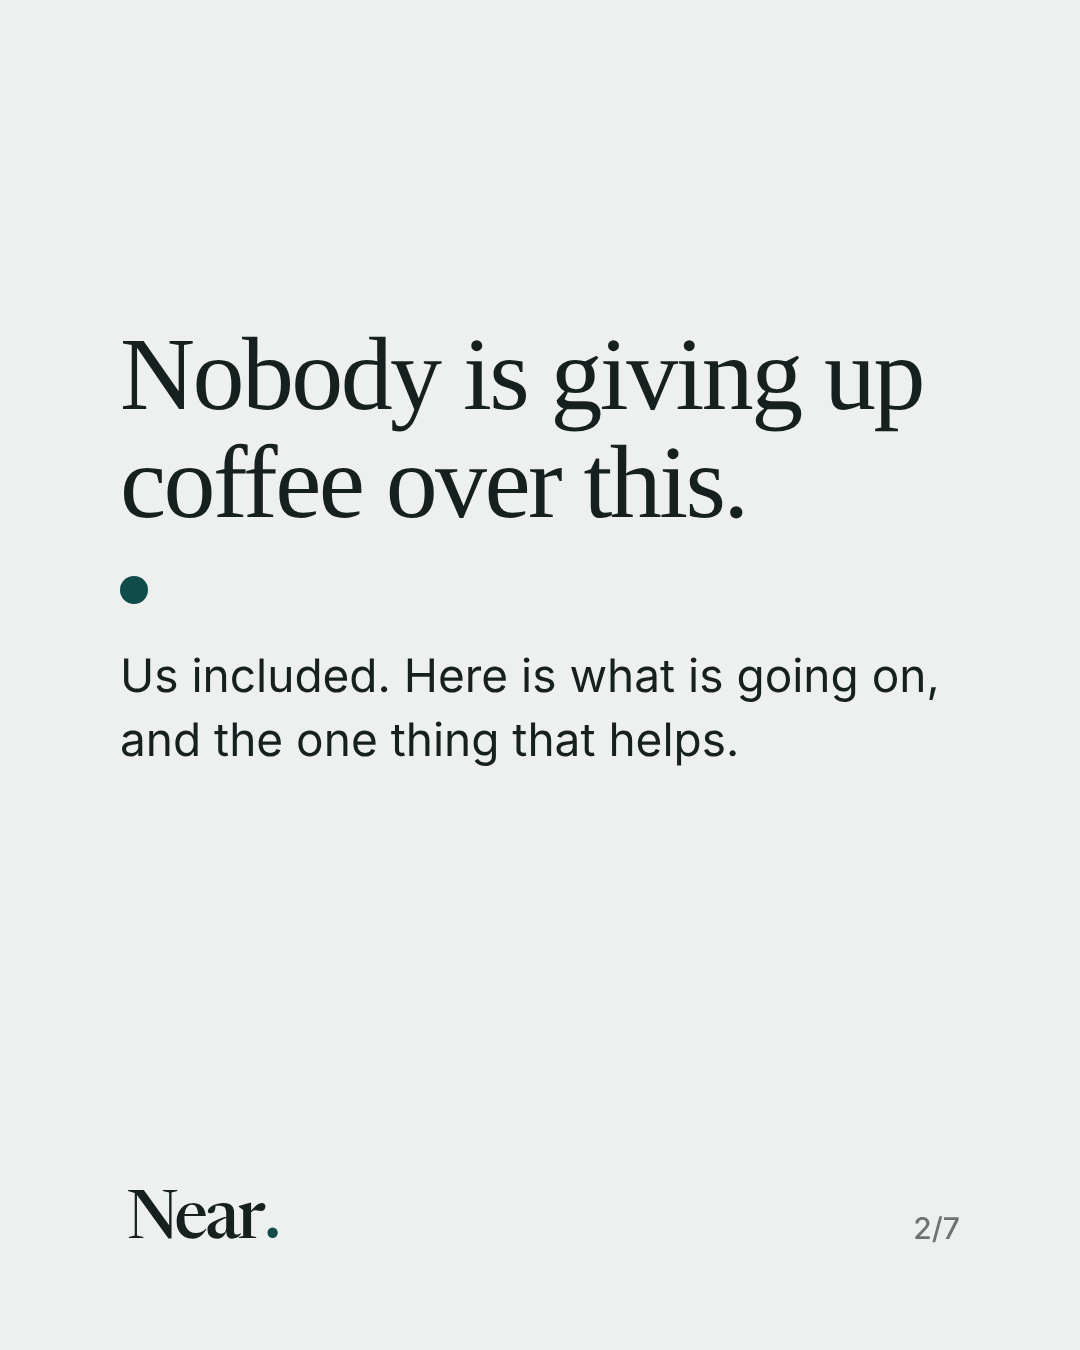 Nobody is giving up
coffee over this.
Us included. Here is what is going on,
and the one thing that helps.
Near.
2/7